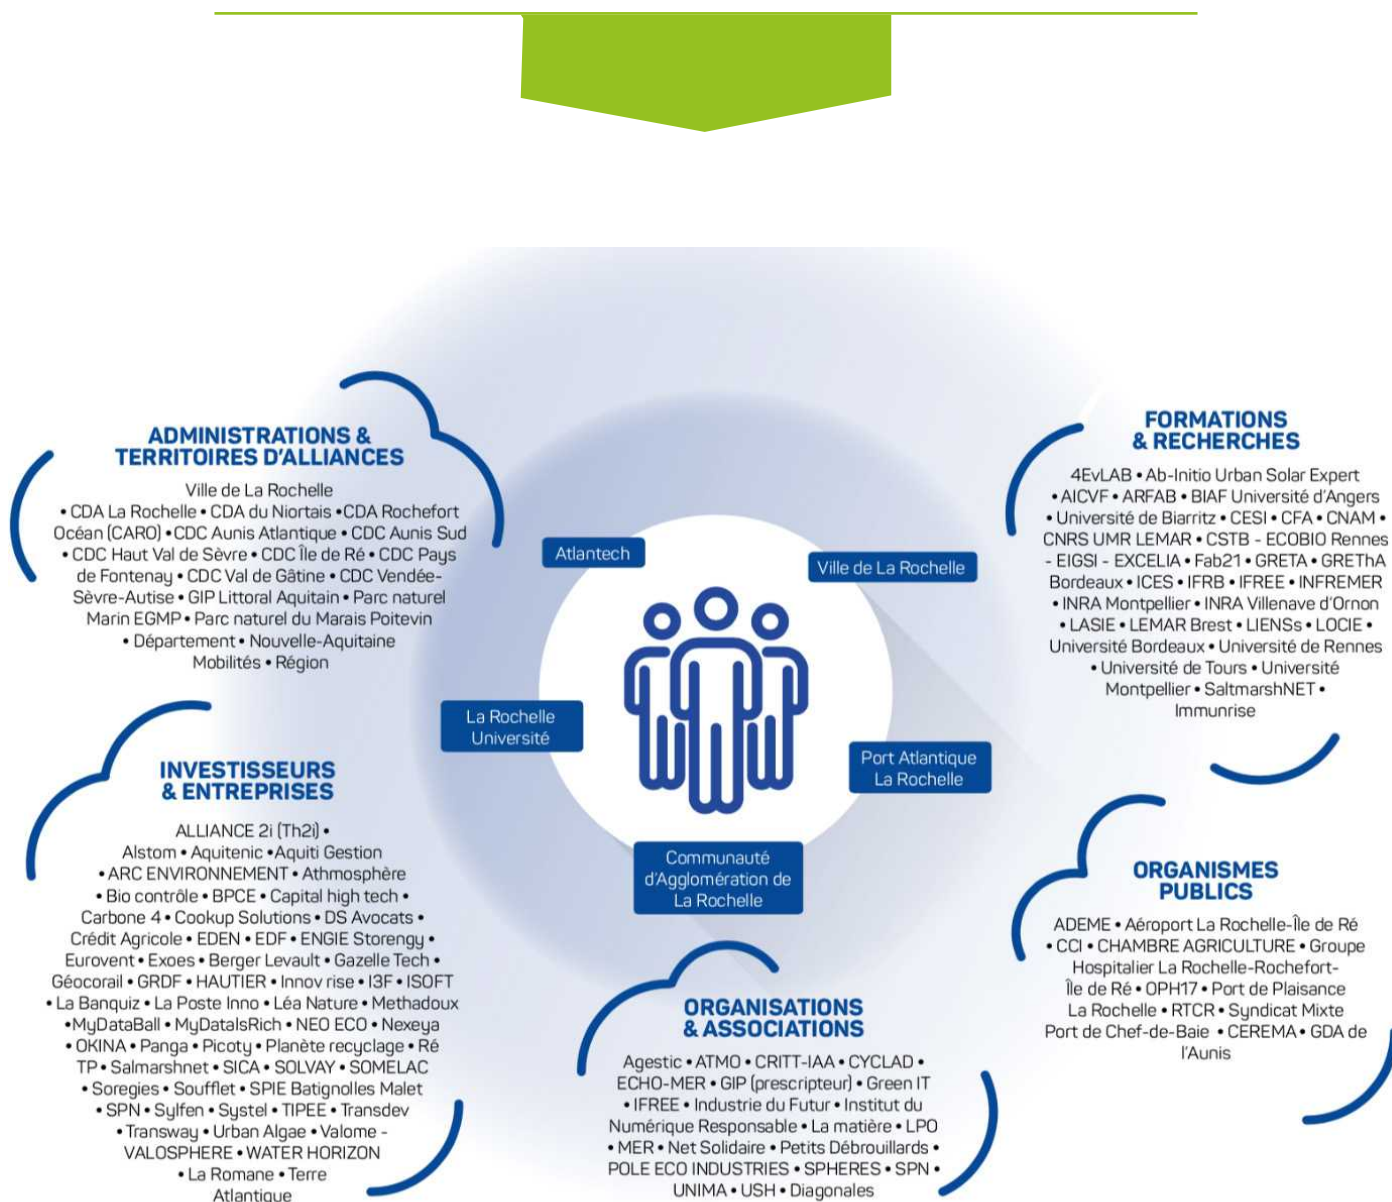 ADMINISTRATIONS &
TERRITOIRES D'ALLIANCES
Ville de La Rochelle
• CDA La Rochelle • CDA du Niortais •CDA Rochefort
Océan (CARO) • CDC Aunis Atlantique • CDC Aunis Sud
• CDC Haut Val de Sèvre • CDC Île de Ré • CDC Pays
de Fontenay • CDC Val de Gâtine • CDC Vendée-
Sèvre-Autise • GIP Littoral Aquitain • Parc naturel
Marin EGMP • Parc naturel du Marais Poitevin
• Département • Nouvelle-Aquitaine
Mobilités • Région
FORMATIONS
& RECHERCHES
4EvLAB • Ab-Initio Urban Solar Expert
• AICVF • ARFAB • BIAF Université d'Angers
• Université de Biarritz • CESI • CFA • CNAM •
CNRS UMR LEMAR • CSTB - ECOBIO Rennes
- EIGSI - EXCELIA • Fab21 • GRETA • GREThA
Bordeaux • ICES • IFRB • IFREE • INFREMER
• INRA Montpellier • INRA Villenave d'Ornon
• LASIE • LEMAR Brest • LIENSs • LOCIE •
Université Bordeaux • Université de Rennes
• Université de Tours • Université
Montpellier • SaltmarshNET •
Immunrise
Atlantech
Ville de La Rochelle
La Rochelle
Université
Port Atlantique
La Rochelle
Communauté
d'Agglomération de
La Rochelle
INVESTISSEURS
& ENTREPRISES
ALLIANCE 2i (Th2i) •
Alstom • Aquitenic •Aquiti Gestion
• ARC ENVIRONNEMENT • Athmosphère
• Bio contrôle • BPCE • Capital high tech •
Carbone 4 • Cookup Solutions • DS Avocats •
Crédit Agricole • EDEN • EDF • ENGIE Storengy •
Eurovent • Exoes • Berger Levault • Gazelle Tech •
Géocorail • GRDF • HAUTIER • Innov rise • I3F • ISOFT
• La Banquiz • La Poste Inno • Léa Nature • Methadoux
•MyDataBall • MyDataIsRich • NEO ECO • Nexeya
• OKINA • Panga • Picoty • Planète recyclage • Ré
TP • Salmarshnet • SICA • SOLVAY • SOMELAC
• Soregies • Soufflet • SPIE Batignolles Malet
• SPN • Sylfen • Systel • TIPEE • Transdev
• Transway • Urban Algae • Valome -
VALOSPHERE • WATER HORIZON
• La Romane • Terre
Atlantique
ORGANISATIONS
& ASSOCIATIONS
Agestic • ATMO • CRITT-IAA • CYCLAD •
ECHO-MER • GIP (prescripteur) • Green IT
• IFREE • Industrie du Futur • Institut du
Numérique Responsable • La matière • LPO
• MER • Net Solidaire • Petits Débrouillards •
POLE ECO INDUSTRIES • SPHERES • SPN •
UNIMA • USH • Diagonales
ORGANISMES
PUBLICS
ADEME • Aéroport La Rochelle-Île de Ré
• CCI • CHAMBRE AGRICULTURE • Groupe
Hospitalier La Rochelle-Rochefort-
Île de Ré • OPH17 • Port de Plaisance
La Rochelle • RTCR • Syndicat Mixte
Port de Chef-de-Baie • CEREMA • GDA de
l'Aunis